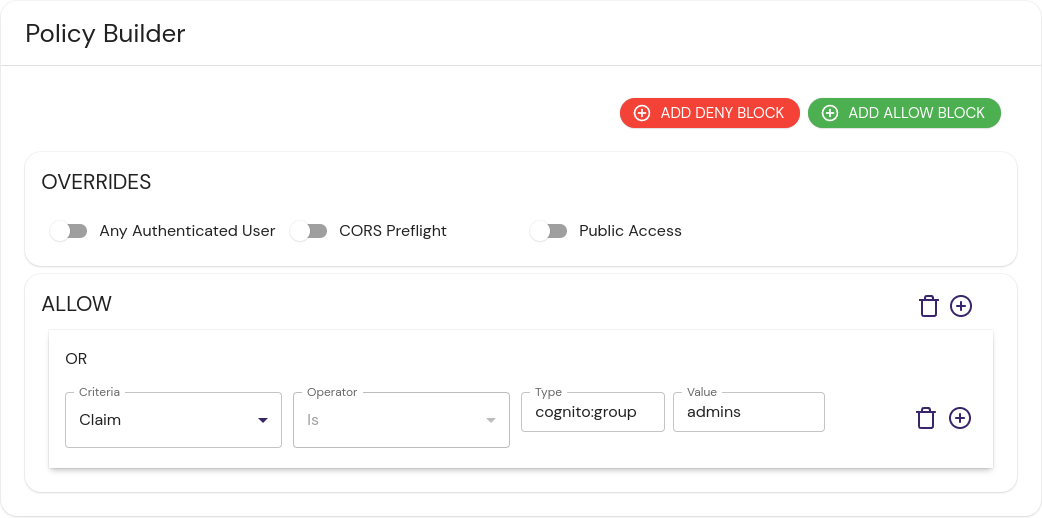 Policy Builder
ADD DENY BLOCK ADD ALLOW BLOCK
OVERRIDES
Any Authenticated User CORS Preflight Public Access
ALLOW
OR
Criteria Operator Type Value
Claim Is cognito:group admins